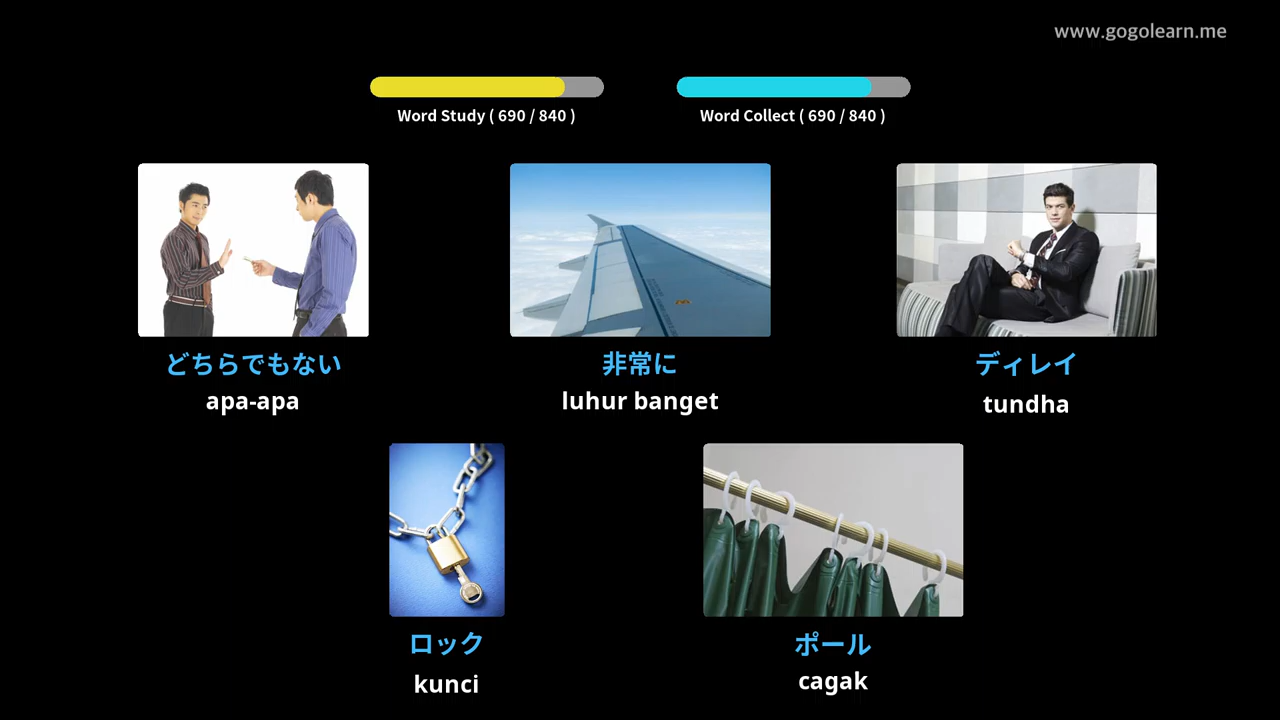 www.gogolearn.me
Word Study ( 690 / 840 )
Word Collect ( 690 / 840 )
どちらでもない
apa-apa
非常に
luhur banget
ディレイ
tundha
ロック
kunci
ポール
cagak